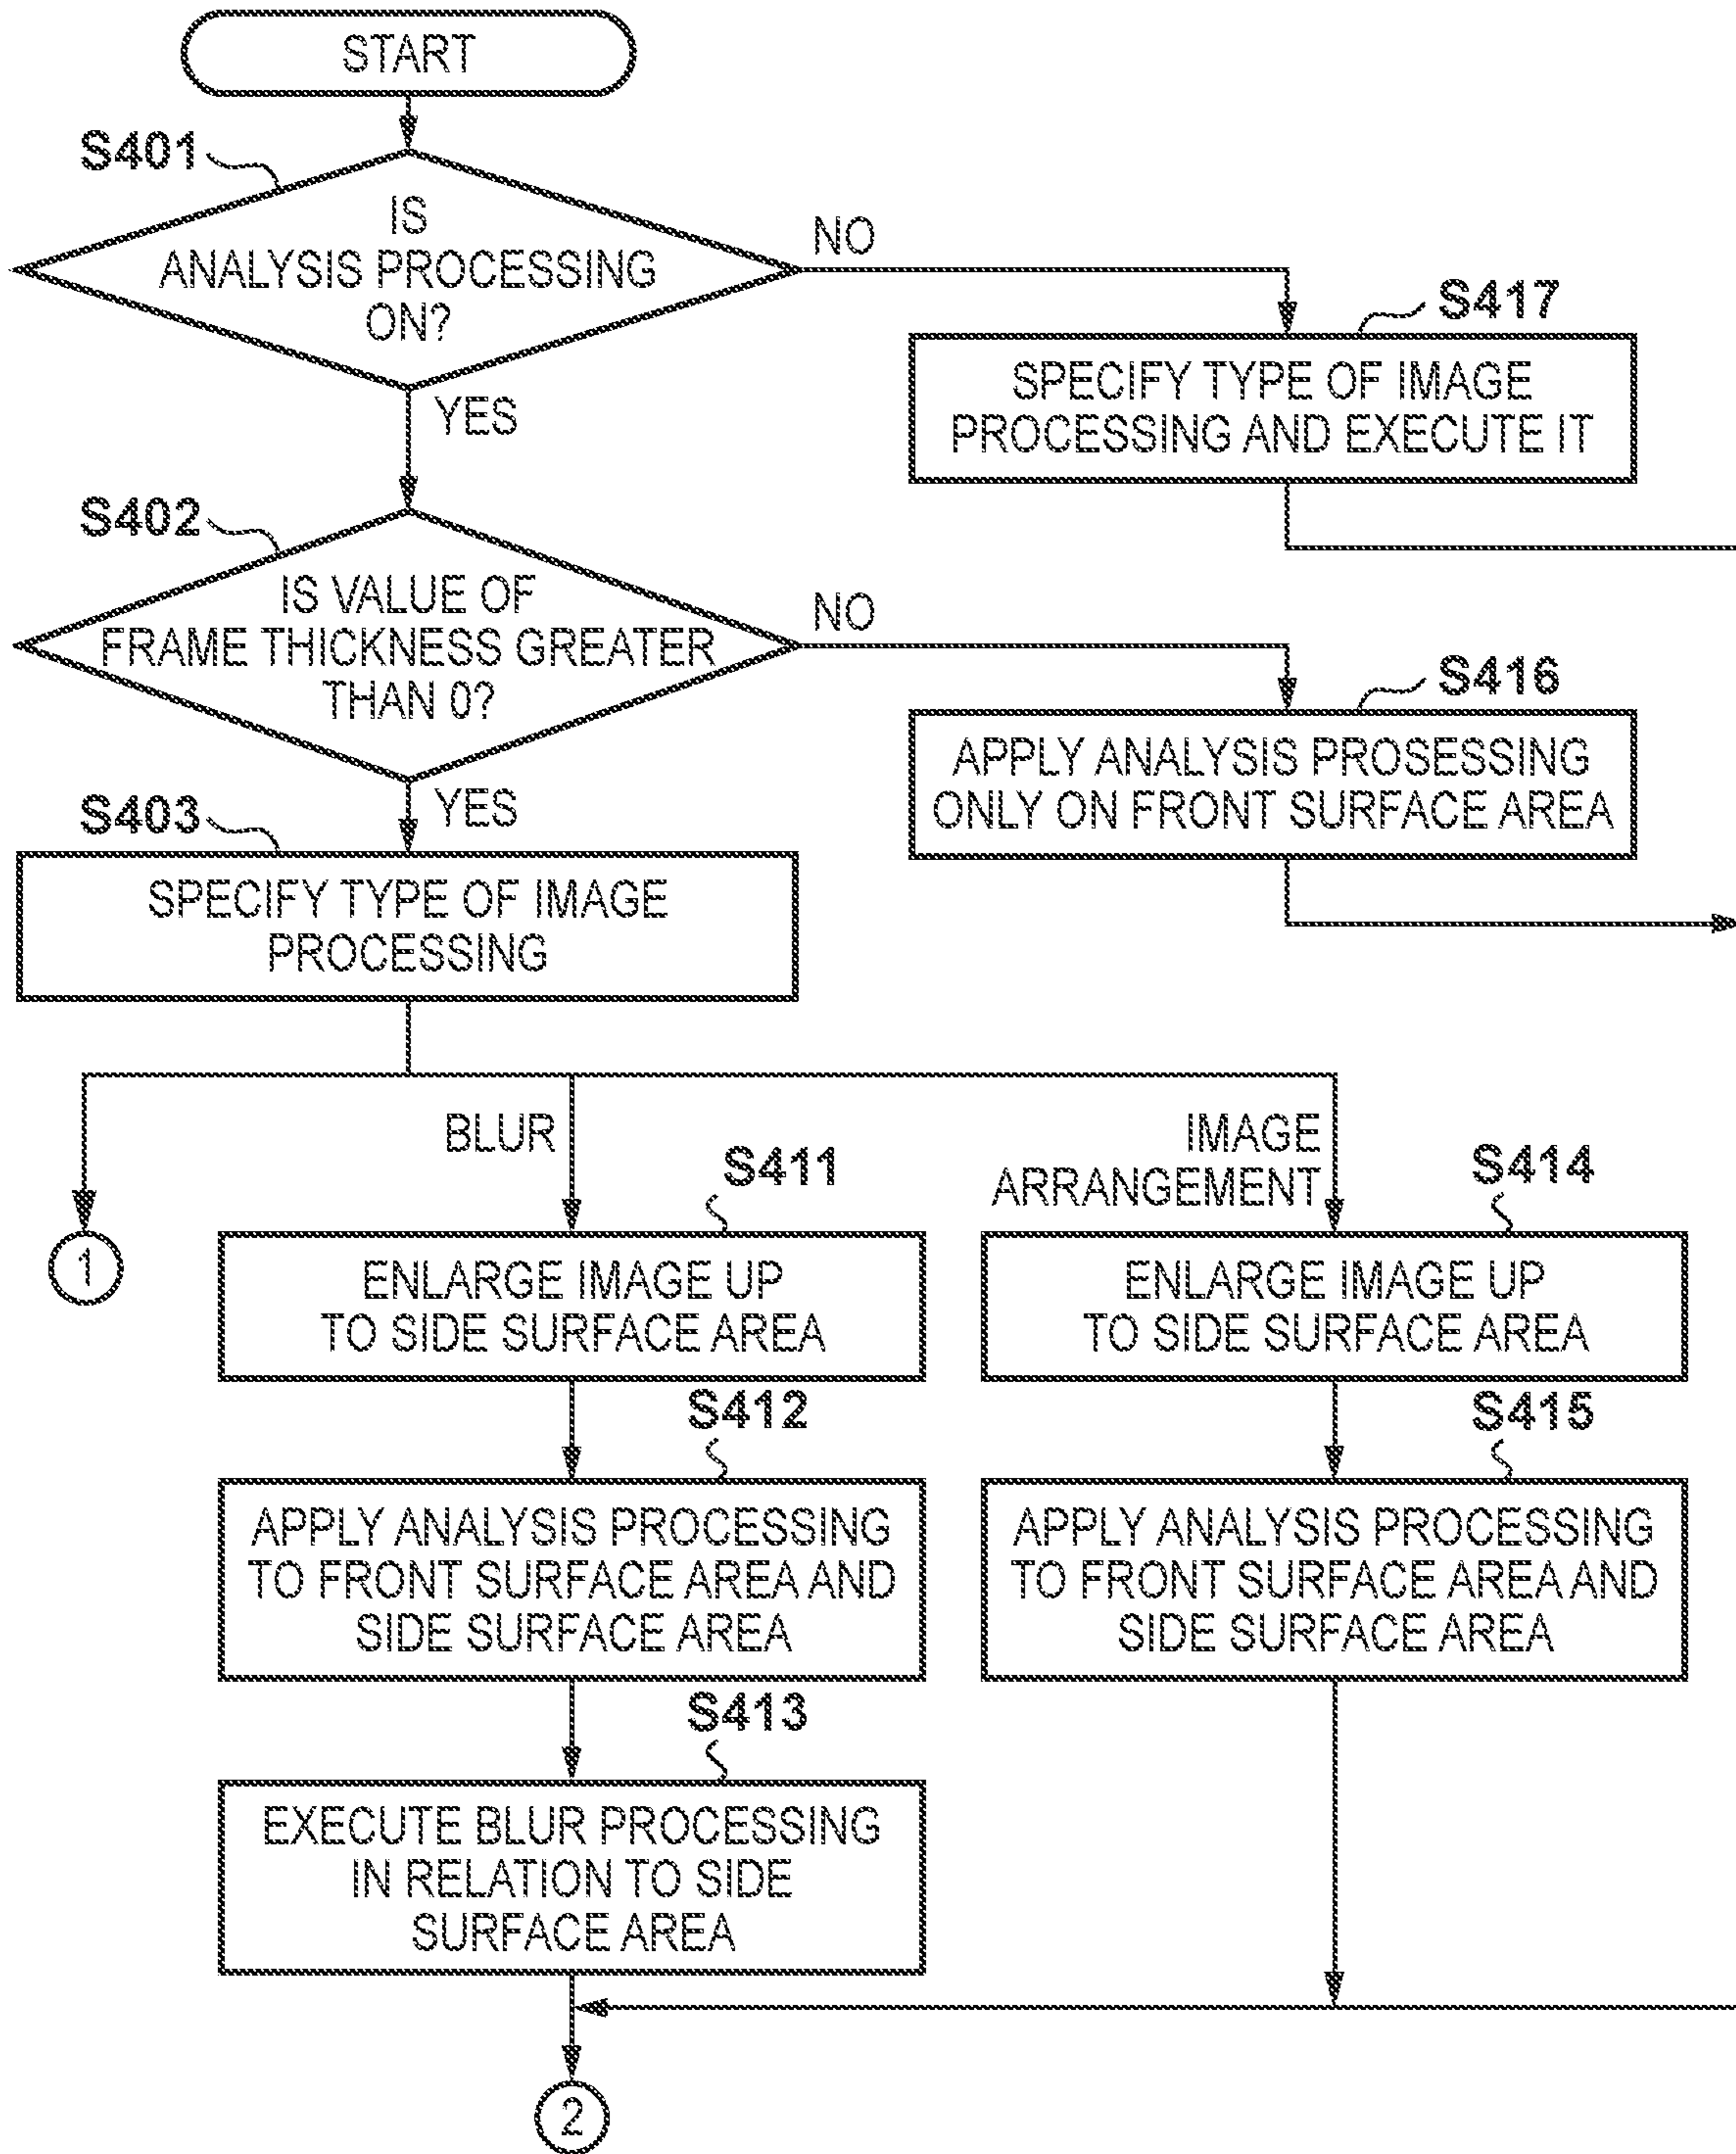 START
S401
IS
ANALYSIS PROCESSING
ON?
NO
YES
S417
SPECIFY TYPE OF IMAGE
PROCESSING AND EXECUTE IT
S402
IS VALUE OF
FRAME THICKNESS GREATER
THAN 0?
NO
YES
S416
APPLY ANALYSIS PROSESSING
ONLY ON FRONT SURFACE AREA
S403
SPECIFY TYPE OF IMAGE
PROCESSING
1
BLUR
S411
ENLARGE IMAGE UP
TO SIDE SURFACE AREA
S412
APPLY ANALYSIS PROCESSING
TO FRONT SURFACE AREA AND
SIDE SURFACE AREA
S413
EXECUTE BLUR PROCESSING
IN RELATION TO SIDE
SURFACE AREA
IMAGE
ARRANGEMENT
S414
ENLARGE IMAGE UP
TO SIDE SURFACE AREA
S415
APPLY ANALYSIS PROCESSING
TO FRONT SURFACE AREA AND
SIDE SURFACE AREA
2